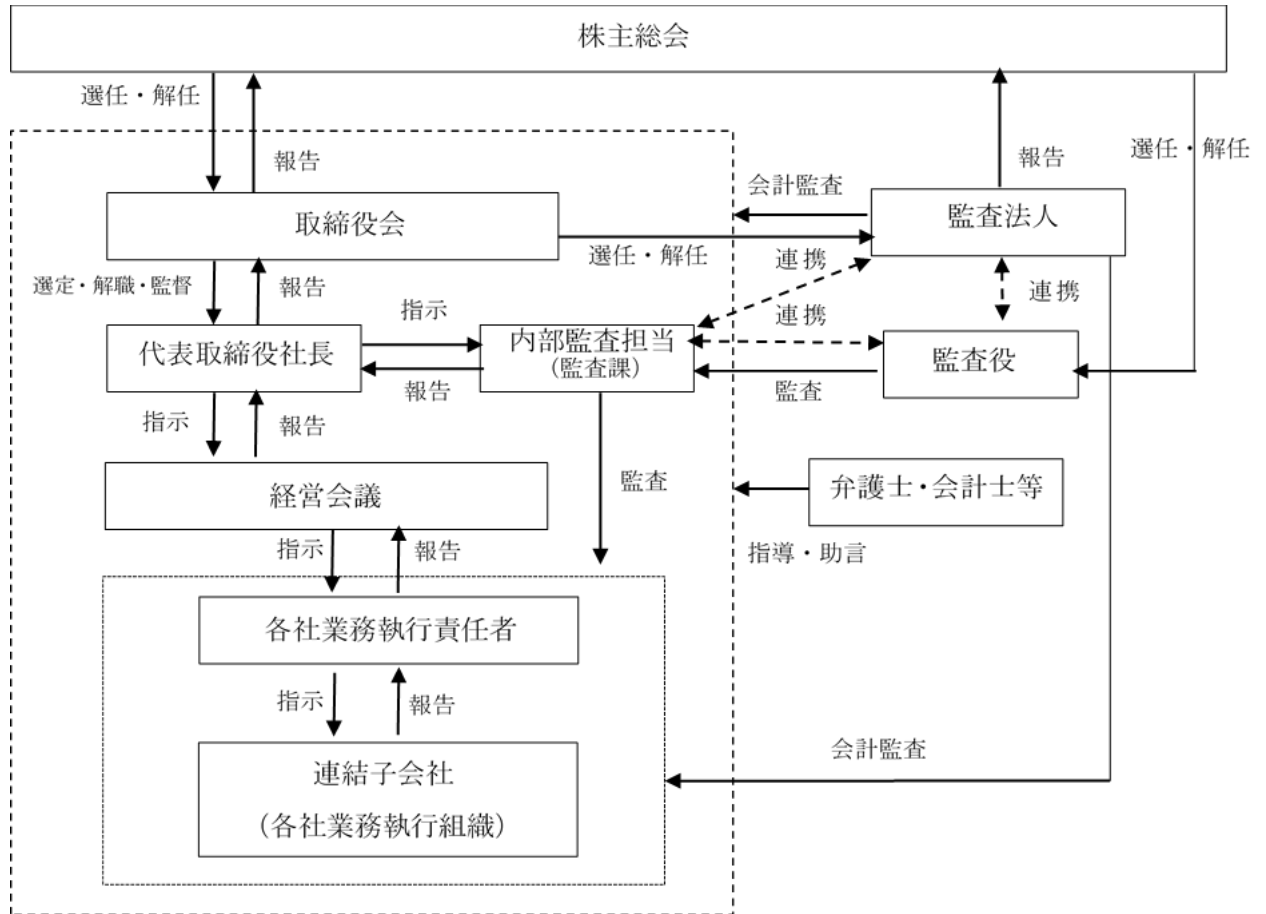 株主総会
選任・解任
報告
報告
選任・解任
会計監査
取締役会
監査法人
選任・解任
連携
選定・解職・監督
報告
連携
指示
連携
代表取締役社長
内部監査担当
（監査課）
監査役
報告
監査
指示
報告
監査
経営会議
弁護士・会計士等
指示
報告
指導・助言
各社業務執行責任者
指示
報告
会計監査
連結子会社
（各社業務執行組織）